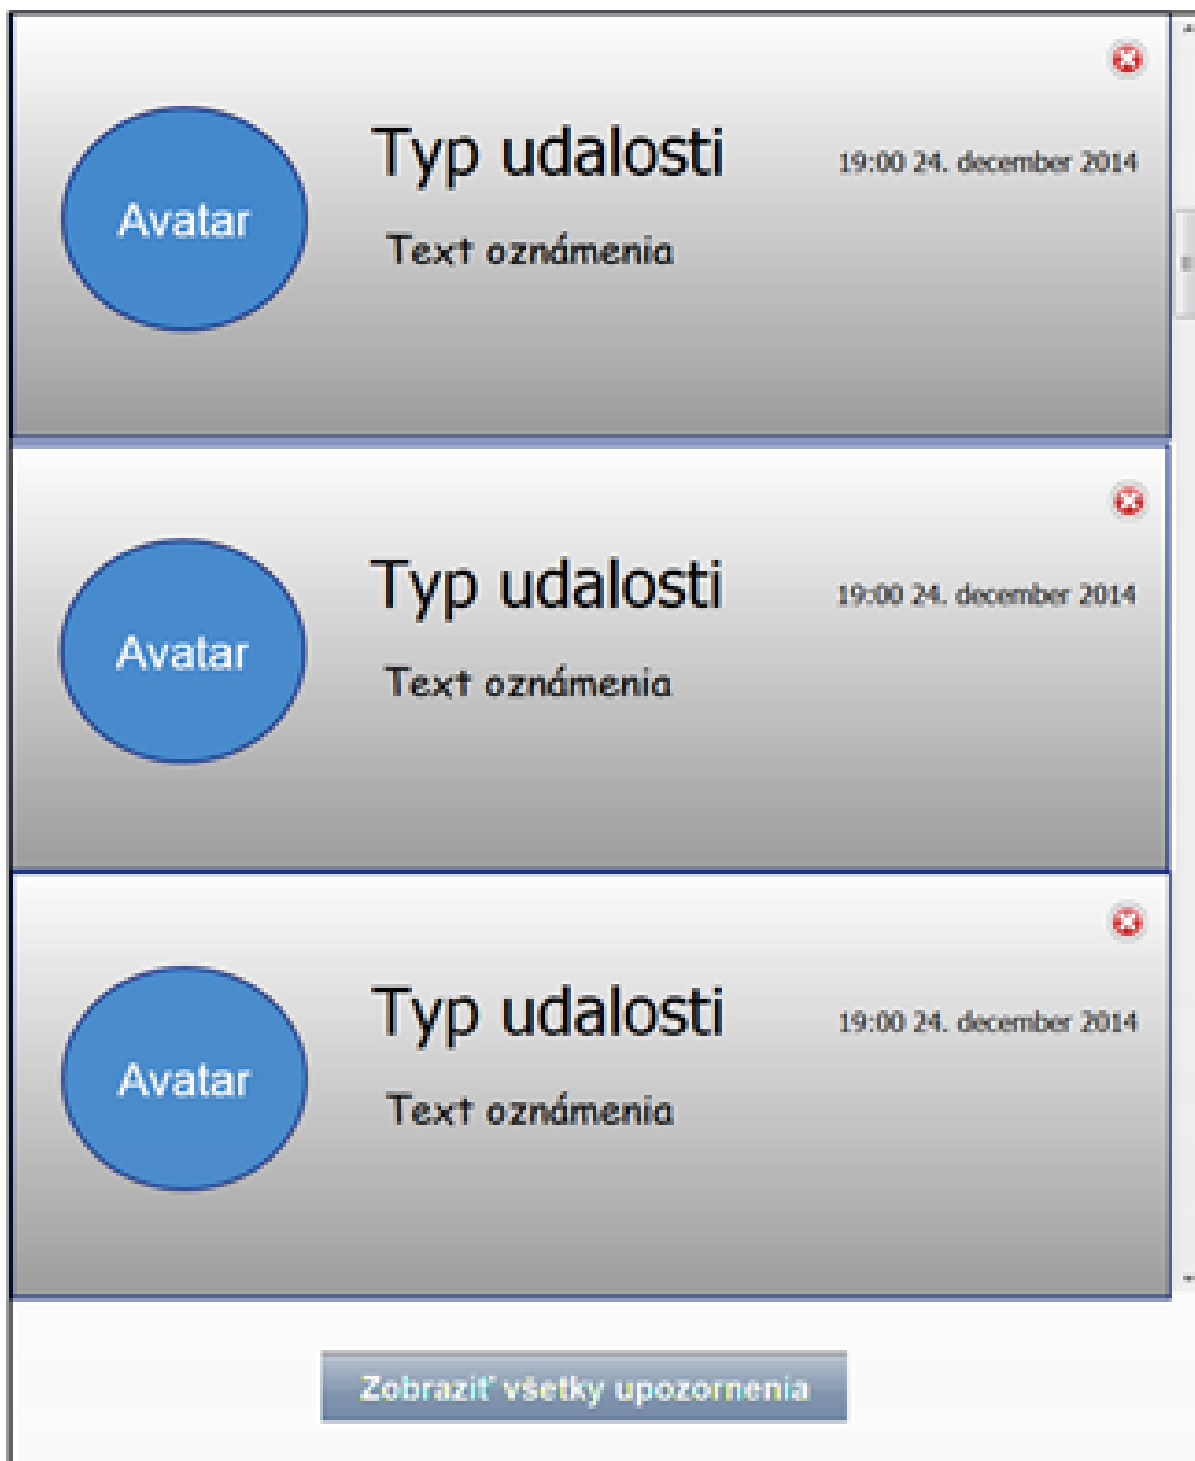 Typ udalosti
19:00 24. december 2014
Avatar
Text oznámenia
Typ udalosti
19:00 24. december 2014
Avatar
Text oznámenia
Typ udalosti
19:00 24. december 2014
Avatar
Text oznámenia
Zobraziť všetky upozornenia